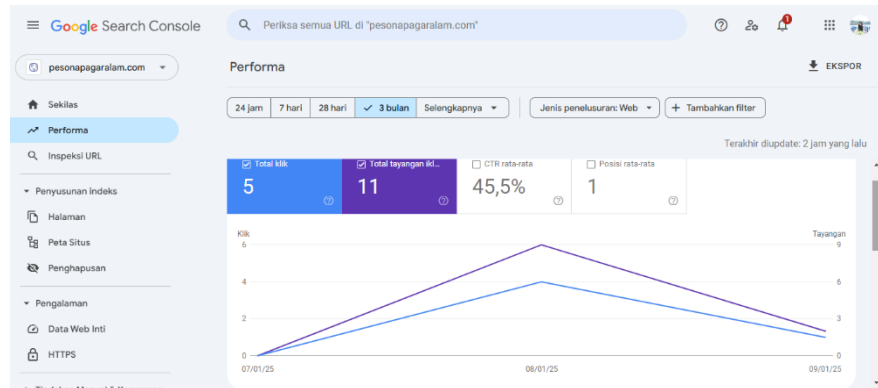 Google Search Console
Periksa semua URL di "pesonapagaralam.com"
pesonapagaralam.com
Performa
EKSPOR
24 jam
7 hari
28 hari
3 bulan
Selengkapnya
Jenis penelusuran: Web
+ Tambahkan filter
Terakhir diupdate: 2 jam yang lalu
Sekilas
Performa
Inspeksi URL
Penyusunan indeks
Halaman
Peta Situs
Penghapusan
Pengalaman
Data Web Inti
HTTPS
Total klik
5
Total tayangan ikl...
11
CTR rata-rata
45,5%
Posisi rata-rata
1
Klik
6
4
2
0
Tayangan
9
6
3
0
07/01/25
08/01/25
09/01/25